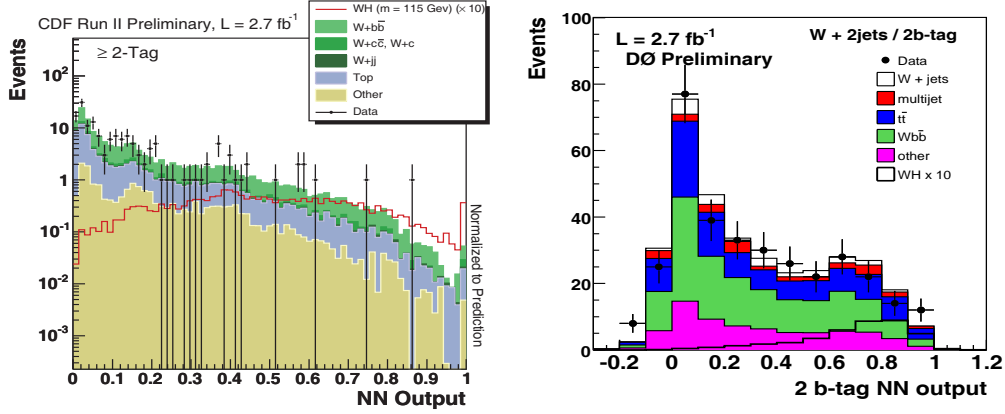 CDF Run II Preliminary, L = 2.7 fb⁻¹
≥ 2-Tag
WH (m = 115 Gev) (× 10)
W+bb̅
W+cc̅, W+c
W+jj
Top
Other
Data
Events
10²
10
1
10⁻¹
10⁻²
10⁻³
0 0.1 0.2 0.3 0.4 0.5 0.6 0.7 0.8 0.9 1
NN Output
Normalized to Prediction
L = 2.7 fb⁻¹
DØ Preliminary
W + 2jets / 2b-tag
Data
W + jets
multijet
tt̅
Wbb̅
other
WH x 10
Events
100
80
60
40
20
0
-0.2 0 0.2 0.4 0.6 0.8 1 1.2
2 b-tag NN output